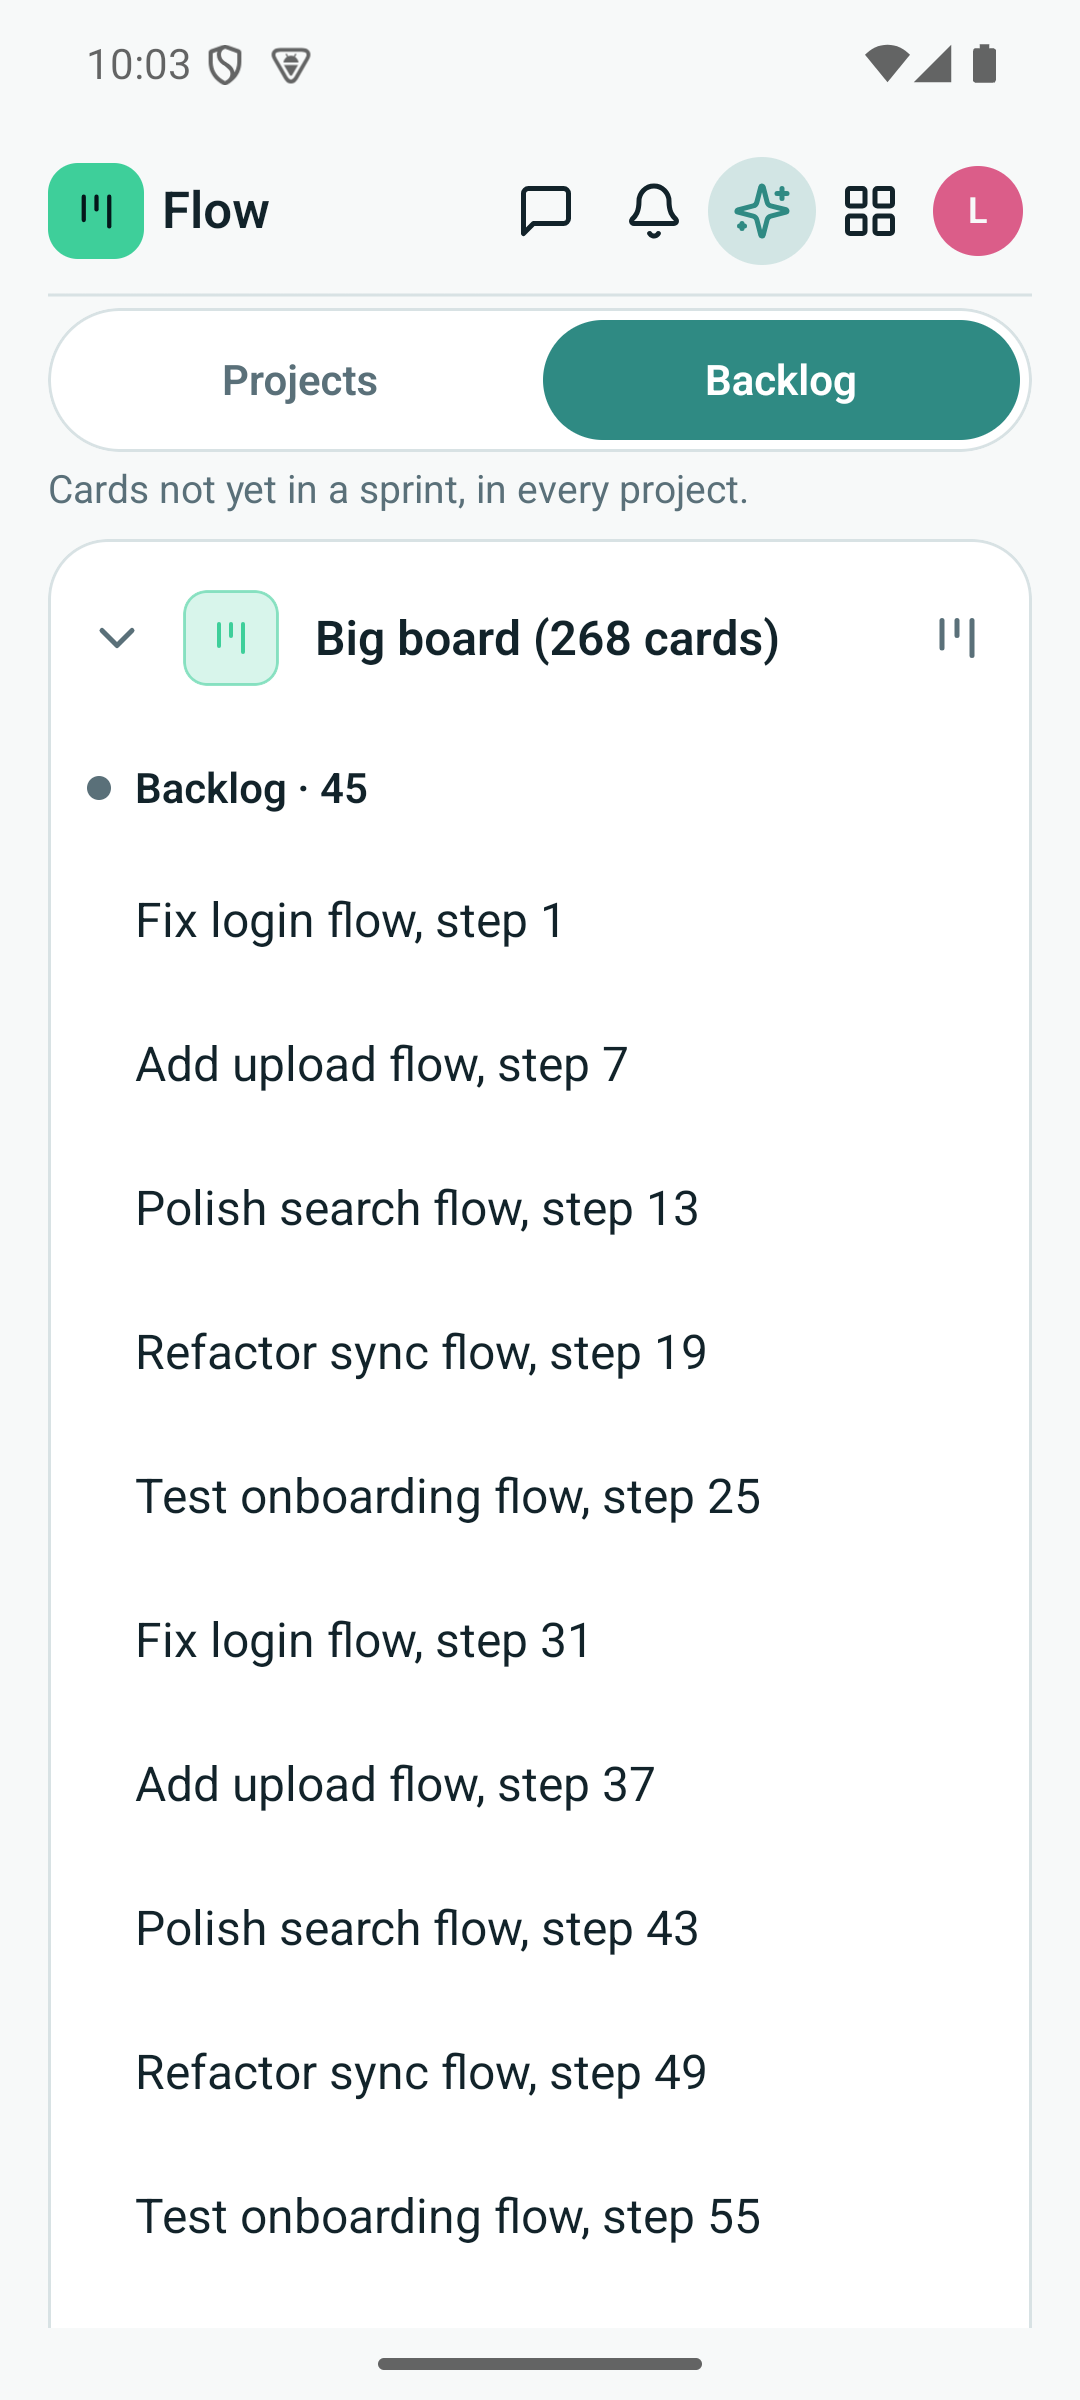 10:03
Flow
L
Projects
Backlog
Cards not yet in a sprint, in every project.
Big board (268 cards)
Backlog · 45
Fix login flow, step 1
Add upload flow, step 7
Polish search flow, step 13
Refactor sync flow, step 19
Test onboarding flow, step 25
Fix login flow, step 31
Add upload flow, step 37
Polish search flow, step 43
Refactor sync flow, step 49
Test onboarding flow, step 55